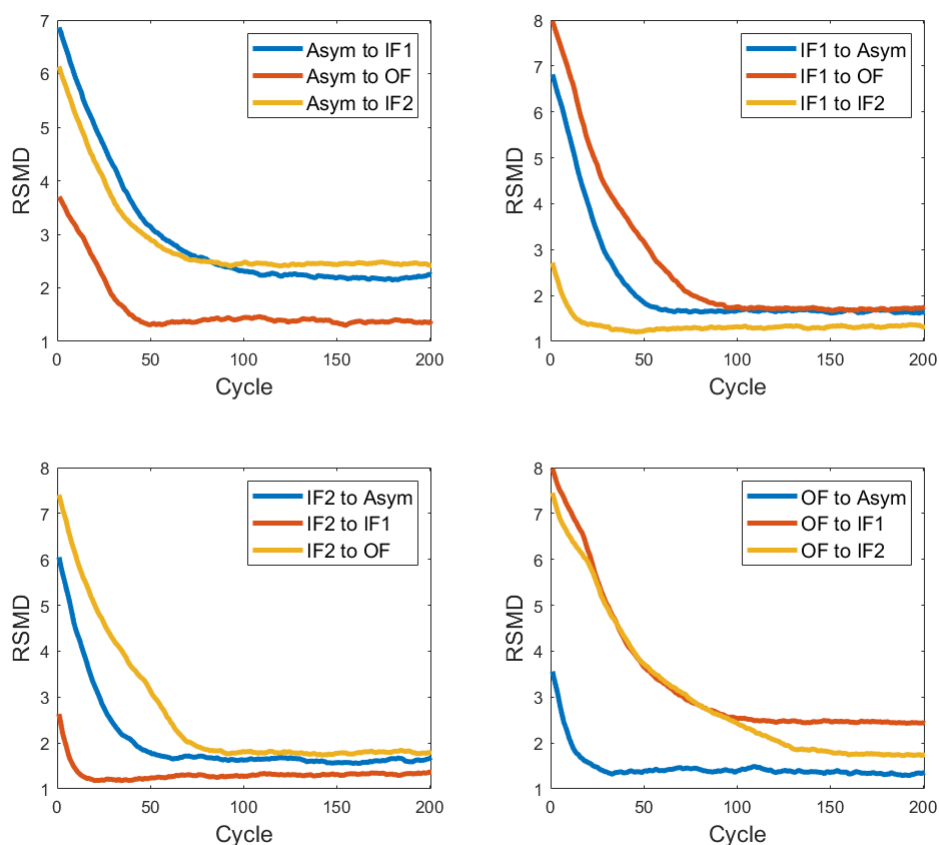 7
6
5
4
3
2
1
RSMD
0
50
100
150
200
Cycle
Asym to IF1
Asym to OF
Asym to IF2
8
7
6
5
4
3
2
1
RSMD
0
50
100
150
200
Cycle
IF1 to Asym
IF1 to OF
IF1 to IF2
8
7
6
5
4
3
2
1
RSMD
0
50
100
150
200
Cycle
IF2 to Asym
IF2 to IF1
IF2 to OF
8
7
6
5
4
3
2
1
RSMD
0
50
100
150
200
Cycle
OF to Asym
OF to IF1
OF to IF2